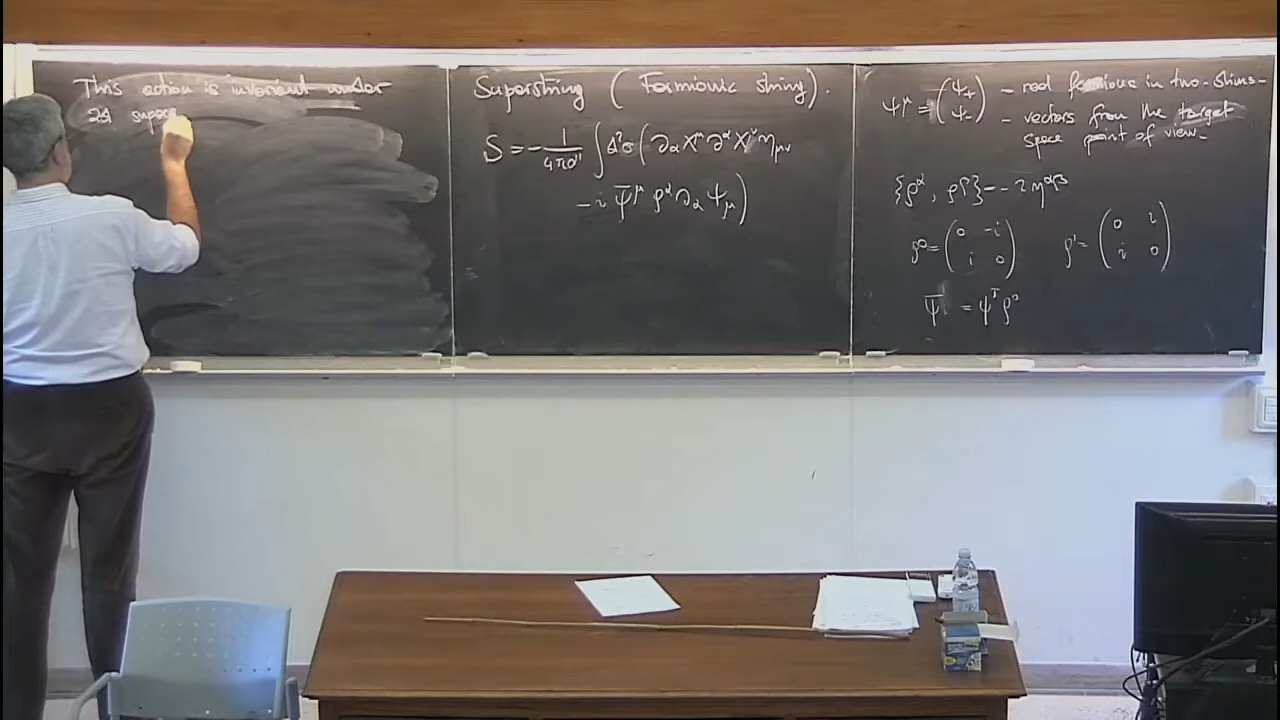 This action is invariant under
2d supers
Superstring (Fermionic string).
S = -1/(4πα') ∫ d²σ ( ∂_α X^μ ∂^α X^ν η_μν
- i ψ̄^μ ρ^α ∂_α ψ_μ )
ψ^μ = (ψ_+ ψ_-) - real fermions in two-dims-
- vectors from the target
space point of view-
{ρ^α, ρ^β} = -2 η^αβ
ρ^0 = (0 -i
i 0) ρ^1 = (0 i
i 0)
ψ̄ = ψ^T ρ^0